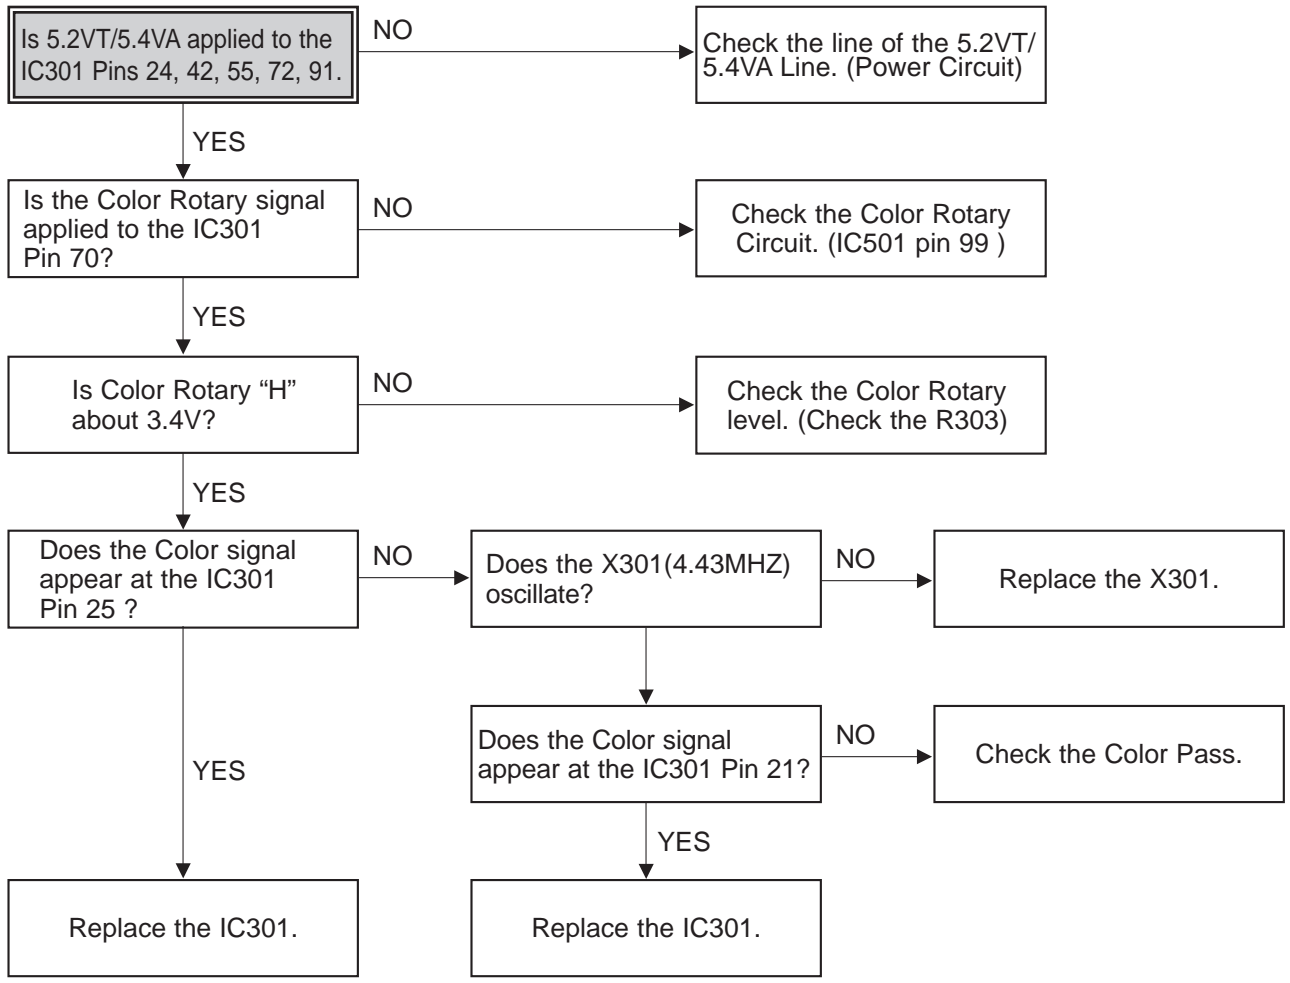 Is 5.2VT/5.4VA applied to the
IC301 Pins 24, 42, 55, 72, 91.
NO
Check the line of the 5.2VT/
5.4VA Line. (Power Circuit)
YES
Is the Color Rotary signal
applied to the IC301
Pin 70?
NO
Check the Color Rotary
Circuit. (IC501 pin 99 )
YES
Is Color Rotary “H”
about 3.4V?
NO
Check the Color Rotary
level. (Check the R303)
YES
Does the Color signal
appear at the IC301
Pin 25 ?
NO
Does the X301(4.43MHZ)
oscillate?
NO
Replace the X301.
Does the Color signal
appear at the IC301 Pin 21?
NO
Check the Color Pass.
YES
YES
Replace the IC301.
Replace the IC301.